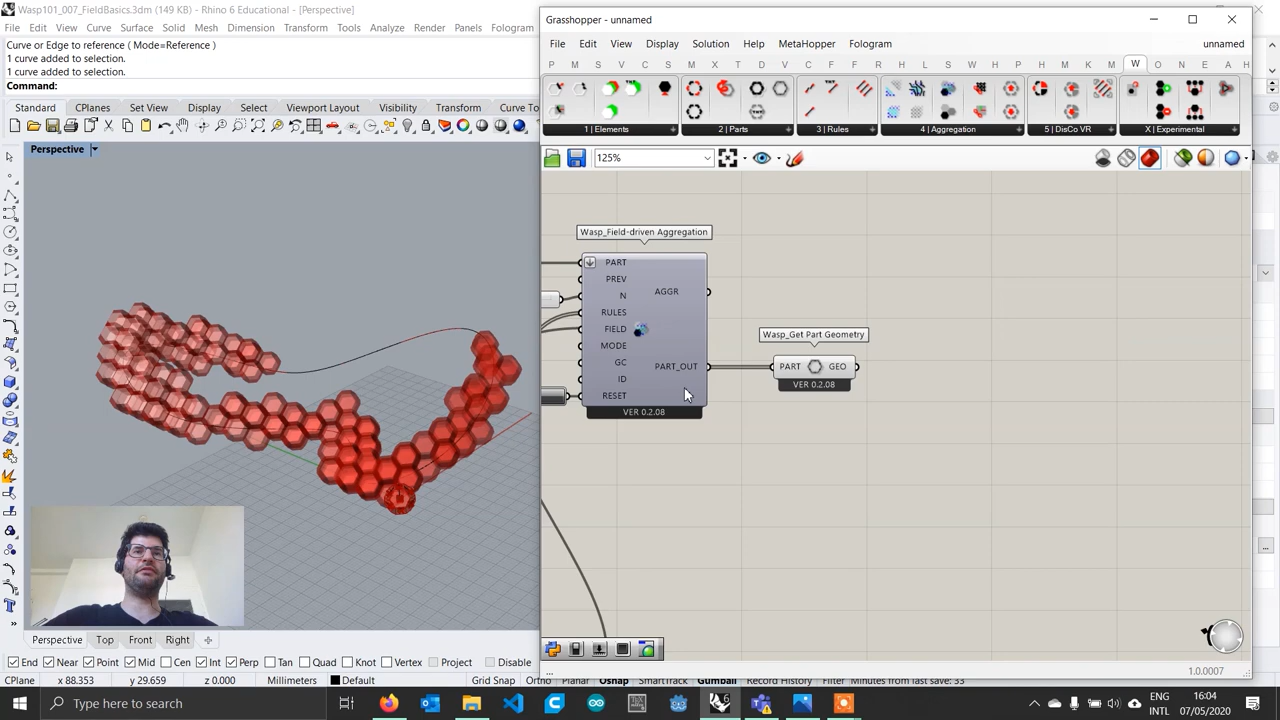 Wasp101_007_FieldBasics.3dm (149 KB) - Rhino 6 Educational - [Perspective]
File Edit View Curve Surface Solid Mesh Dimension Transform Tools Analyze Render Panels Fologram
Curve or Edge to reference ( Mode=Reference )
1 curve added to selection.
1 curve added to selection.
Command:
Standard CPlanes Set View Display Select Viewport Layout Visibility Transform Curve To
Perspective
Grasshopper - unnamed
File Edit View Display Solution Help MetaHopper Fologram unnamed
P M S V C S M X T D V C S T F R H L S W M P H M K M W O N E A H
1 | Elements 2 | Parts 3 | Rules 4 | Aggregation 5 | DisCo VR X | Experimental
125%
Wasp_Field-driven Aggregation
PART
PREV
N
RULES
FIELD
MODE
GC
ID
RESET
AGGR
PART_OUT
VER 0.2.08
Wasp_Get Part Geometry
PART GEO
VER 0.2.08
1.0.0007
Perspective Top Front Right
End Near Point Mid Cen Int Perp Tan Quad Knot Vertex Project Disable
CPlane x 88.353 y 29.659 z 0.000 Millimeters Default Grid Snap Ortho Planar Osnap SmartTrack Gumball Record History Filter Minutes from last save: 33
Type here to search
ENG
INTL
16:04
07/05/2020